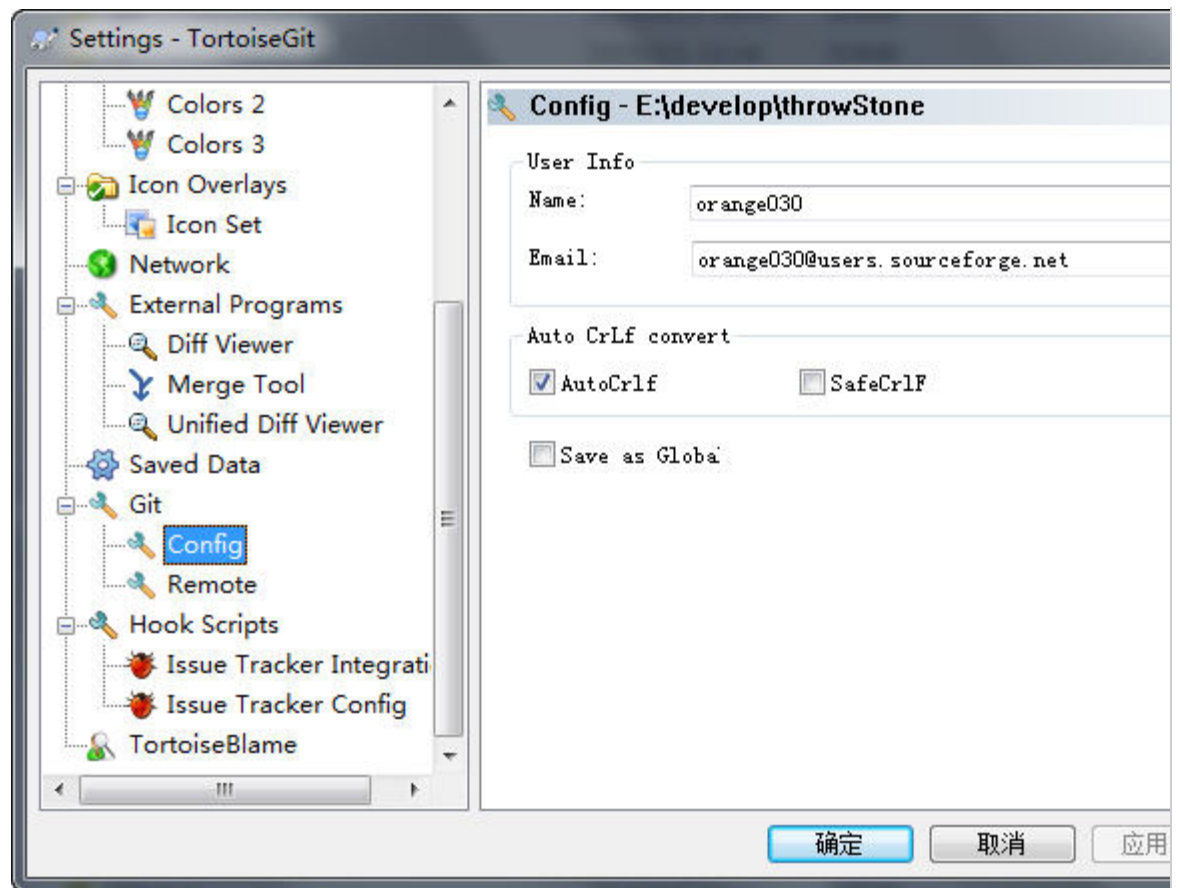 Settings - TortoiseGit
Colors 2
Colors 3
Icon Overlays
Icon Set
Network
External Programs
Diff Viewer
Merge Tool
Unified Diff Viewer
Saved Data
Git
Config
Remote
Hook Scripts
Issue Tracker Integrati
Issue Tracker Config
TortoiseBlame
Config - E:\develop\throwStone
User Info
Name:
orange030
Email:
orange030@users.sourceforge.net
Auto CrLf convert
AutoCrlf
SafeCrlF
Save as Globa
确定
取消
应用